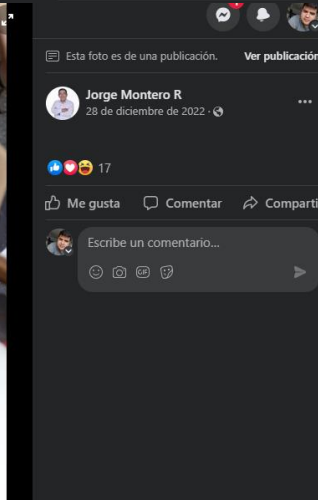 Esta foto es de una publicación. Ver publicación
Jorge Montero R
28 de diciembre de 2022 ·
17
Me gusta Comentar Comparti
Escribe un comentario...
GIF